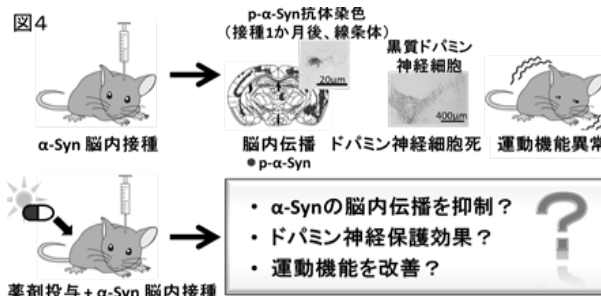 図4
p-α-Syn抗体染色
(接種1か月後、線条体)
20um
黒質ドパミン
神経細胞
400um
α-Syn 脳内接種
脳内伝播
p-α-Syn
ドパミン神経細胞死
運動機能異常
・ α-Synの脳内伝播を抑制？
・ ドパミン神経保護効果？
・ 運動機能を改善？
?
薬剤投与 + α-Syn 脳内接種